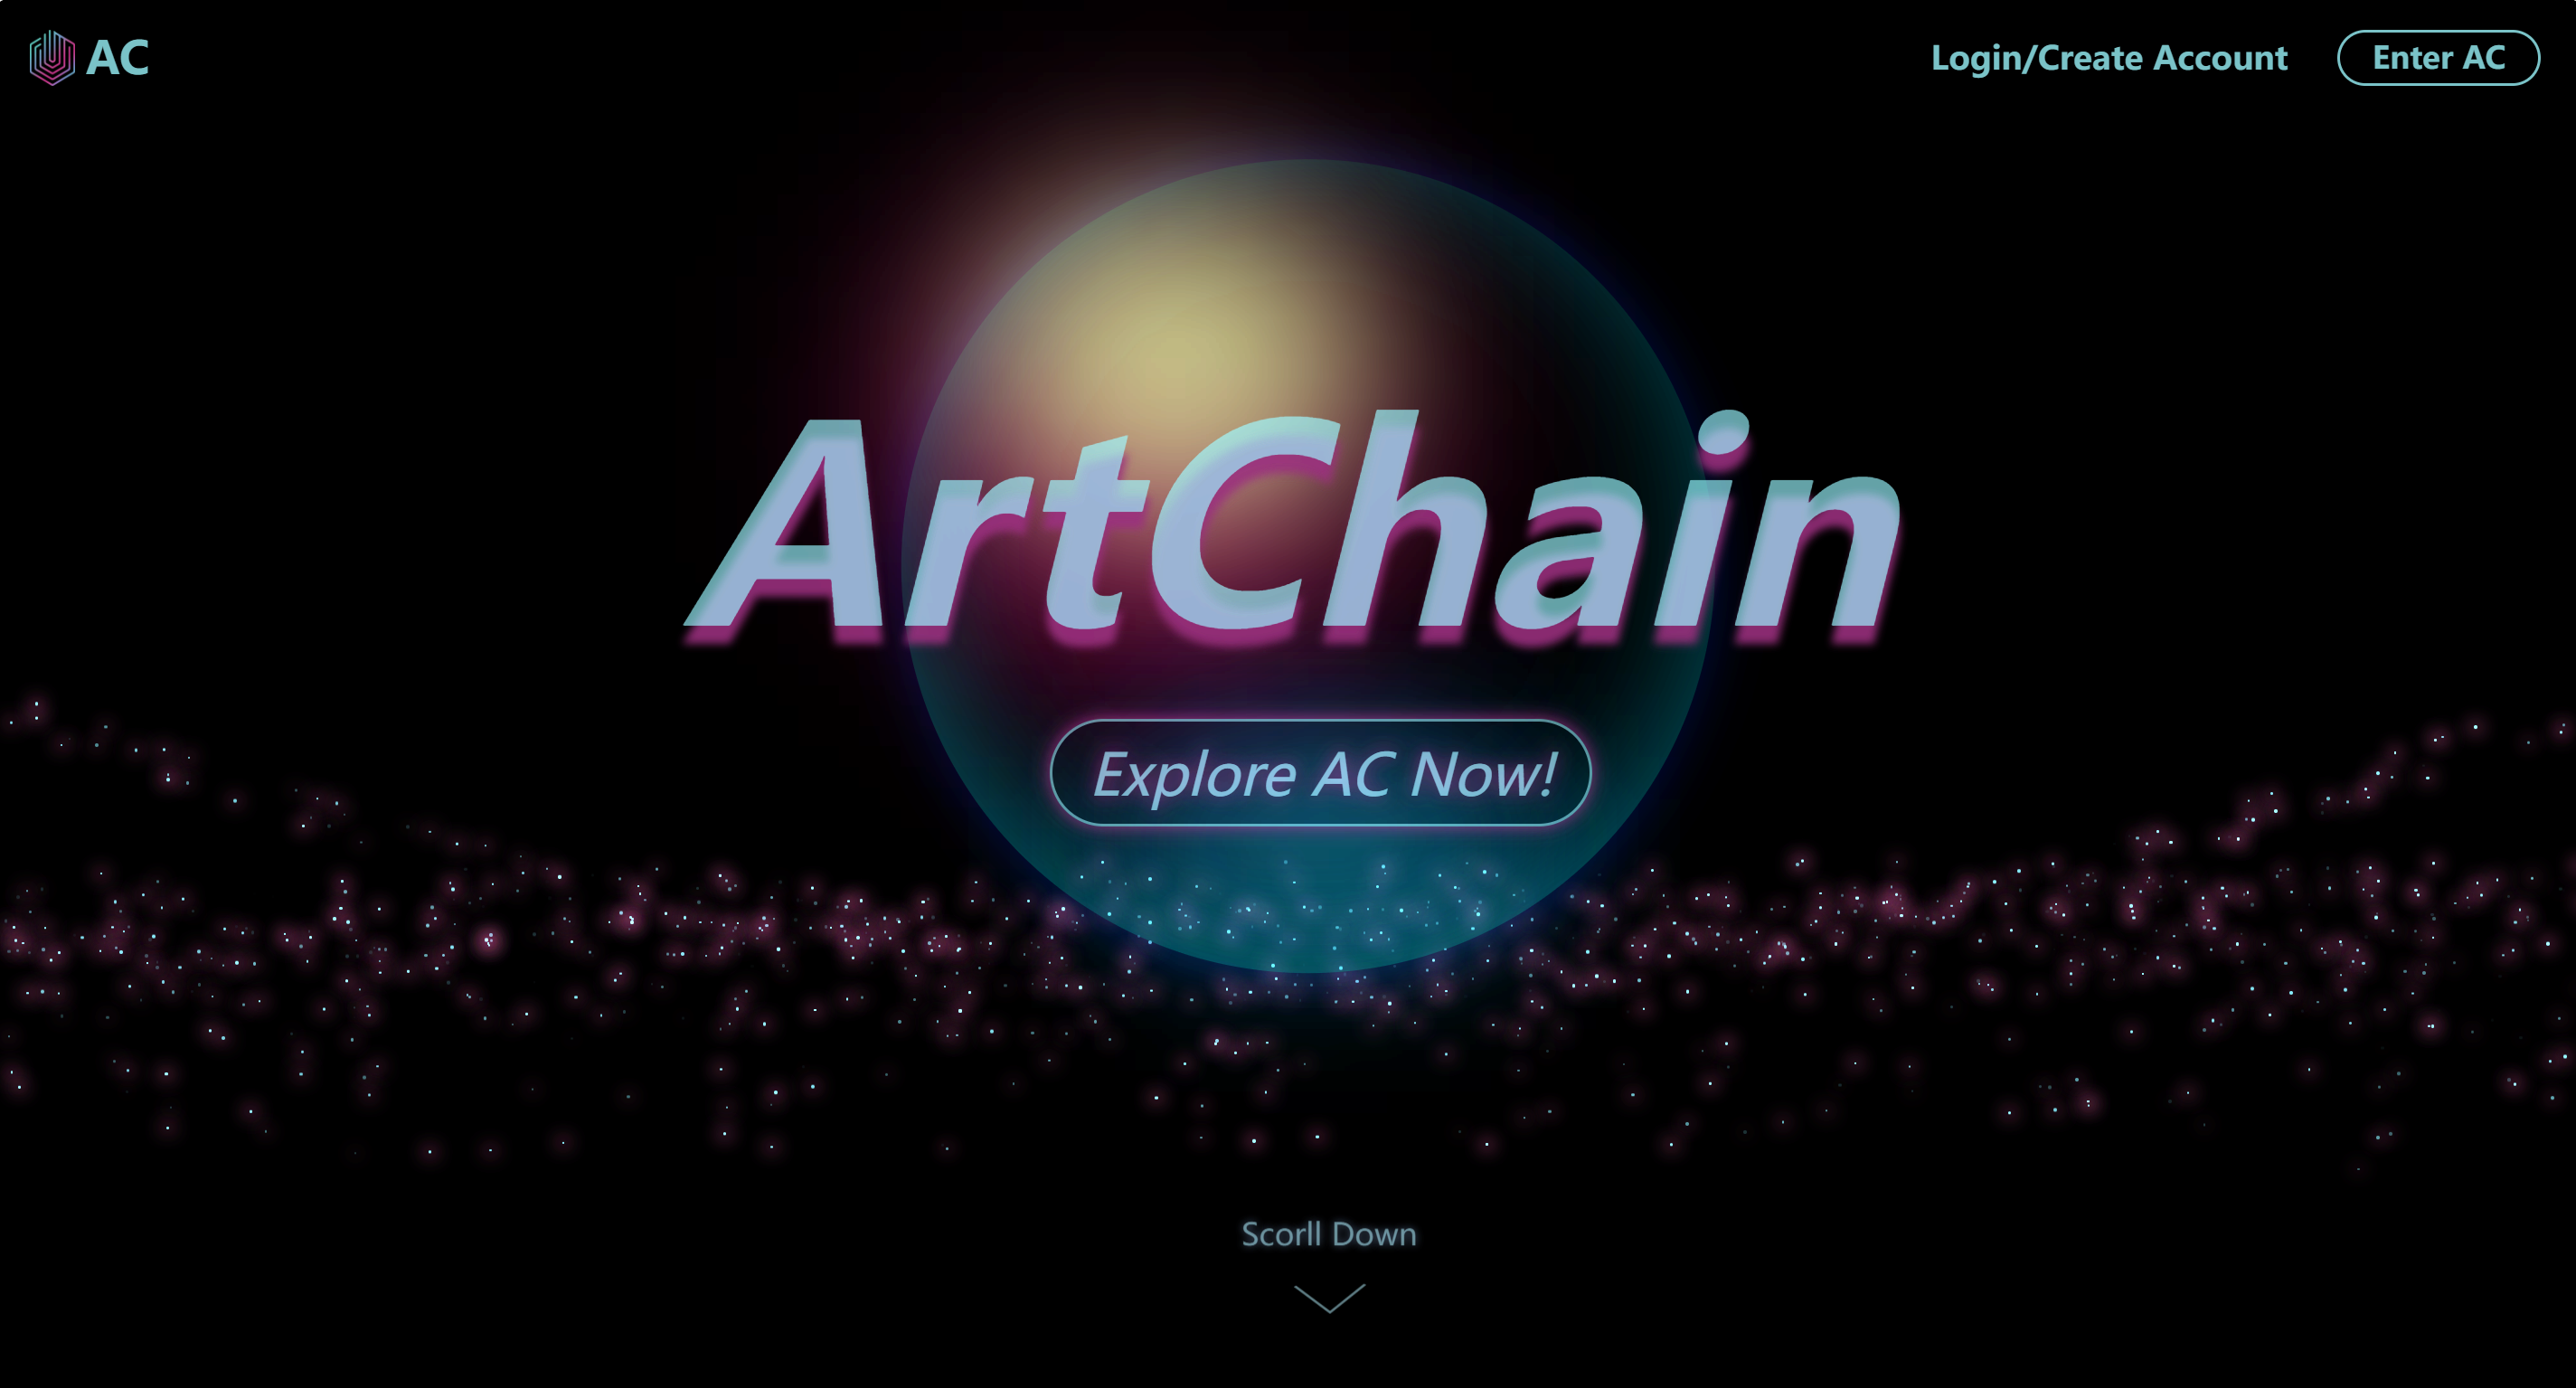 AC
Login/Create Account
Enter AC
ArtChain
Explore AC Now!
Scorll Down